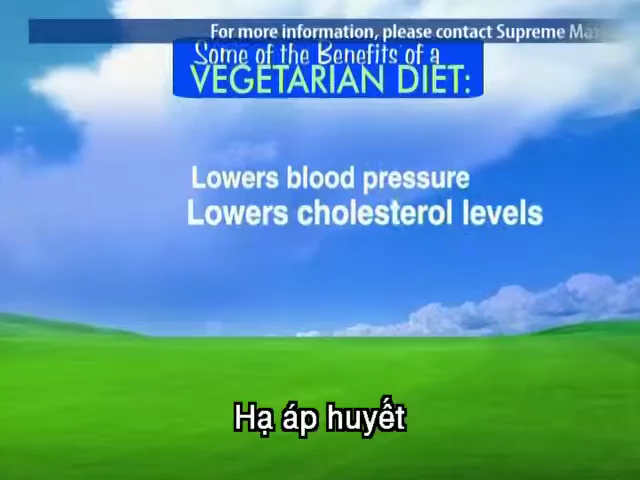 For more information, please contact Supreme
Some of the Benefits of a
VEGETARIAN DIET:
Lowers blood pressure
Lowers cholesterol levels
Hạ áp huyết